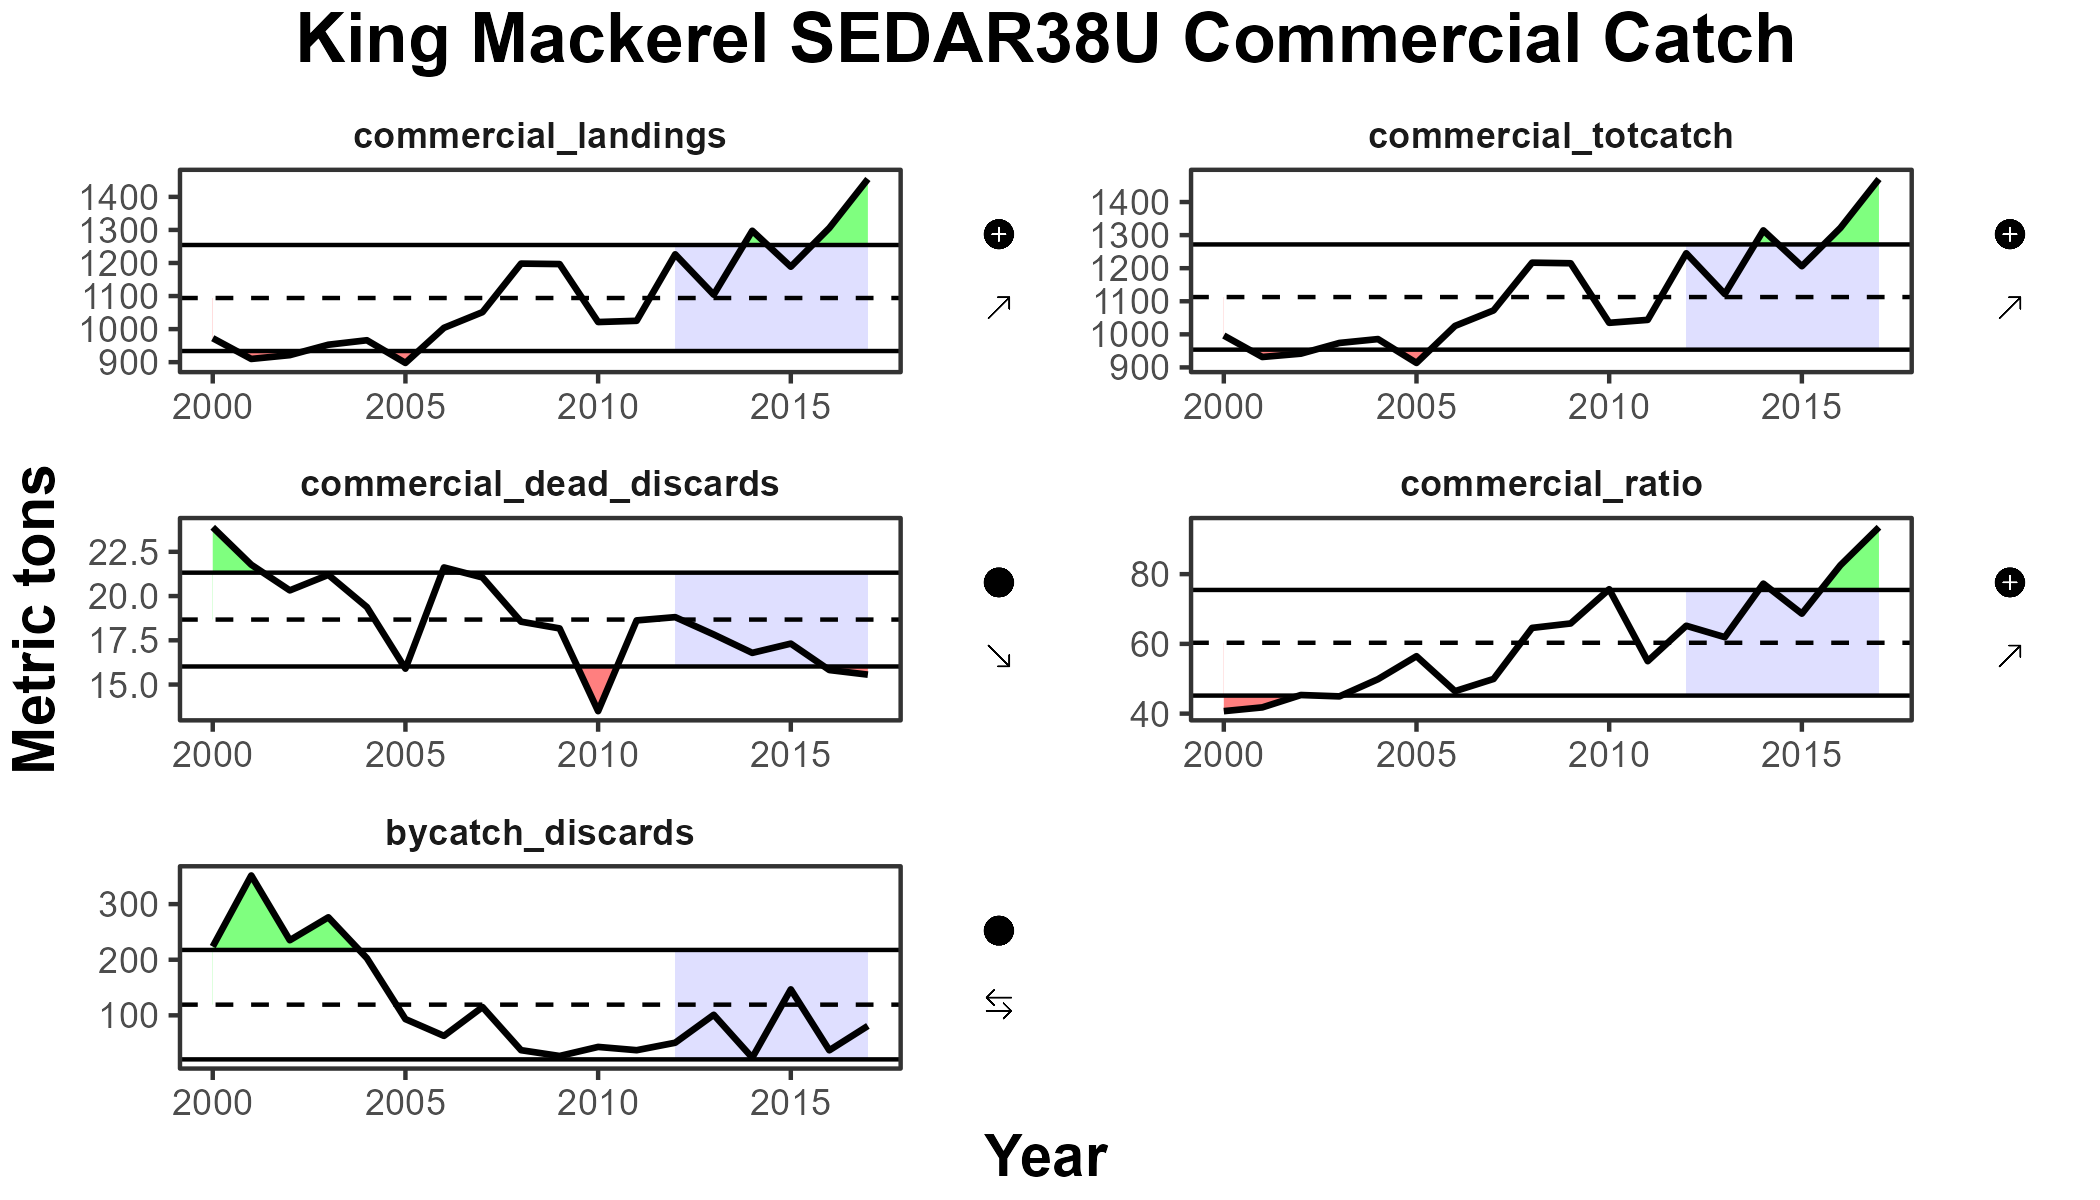 King Mackerel SEDAR38U Commercial Catch
commercial_landings
1400
1300
1200
1100
1000
900
2000 2005 2010 2015
commercial_totcatch
1400
1300
1200
1100
1000
900
2000 2005 2010 2015
Metric tons
commercial_dead_discards
22.5
20.0
17.5
15.0
2000 2005 2010 2015
commercial_ratio
80
60
40
2000 2005 2010 2015
bycatch_discards
300
200
100
2000 2005 2010 2015
Year